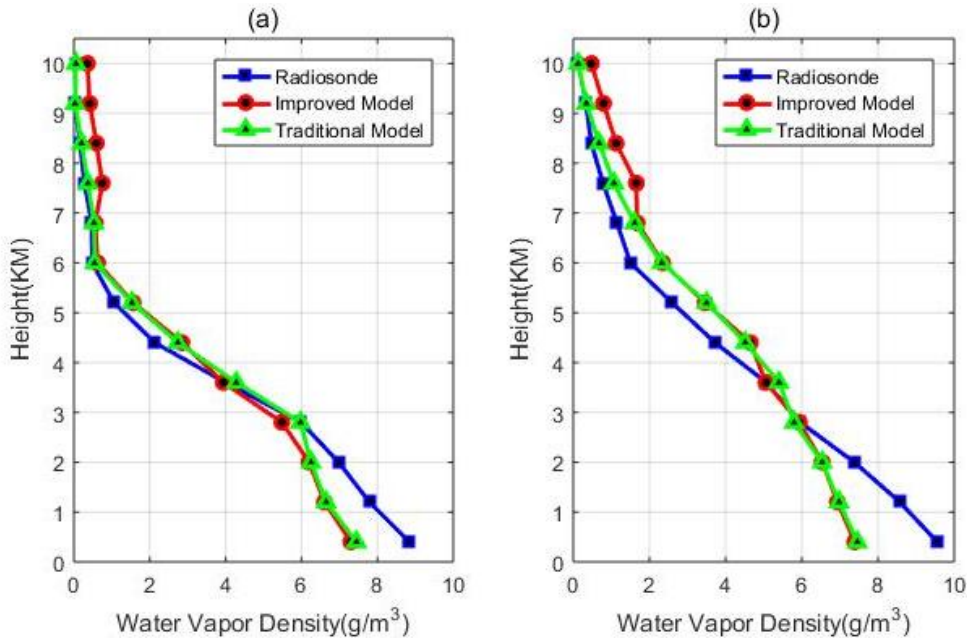 (a)
Radiosonde
Improved Model
Traditional Model
10
9
8
7
6
5
4
3
2
1
0
Height(KM)
0 2 4 6 8 10
Water Vapor Density(g/m³)
(b)
Radiosonde
Improved Model
Traditional Model
10
9
8
7
6
5
4
3
2
1
0
Height(KM)
0 2 4 6 8 10
Water Vapor Density(g/m³)